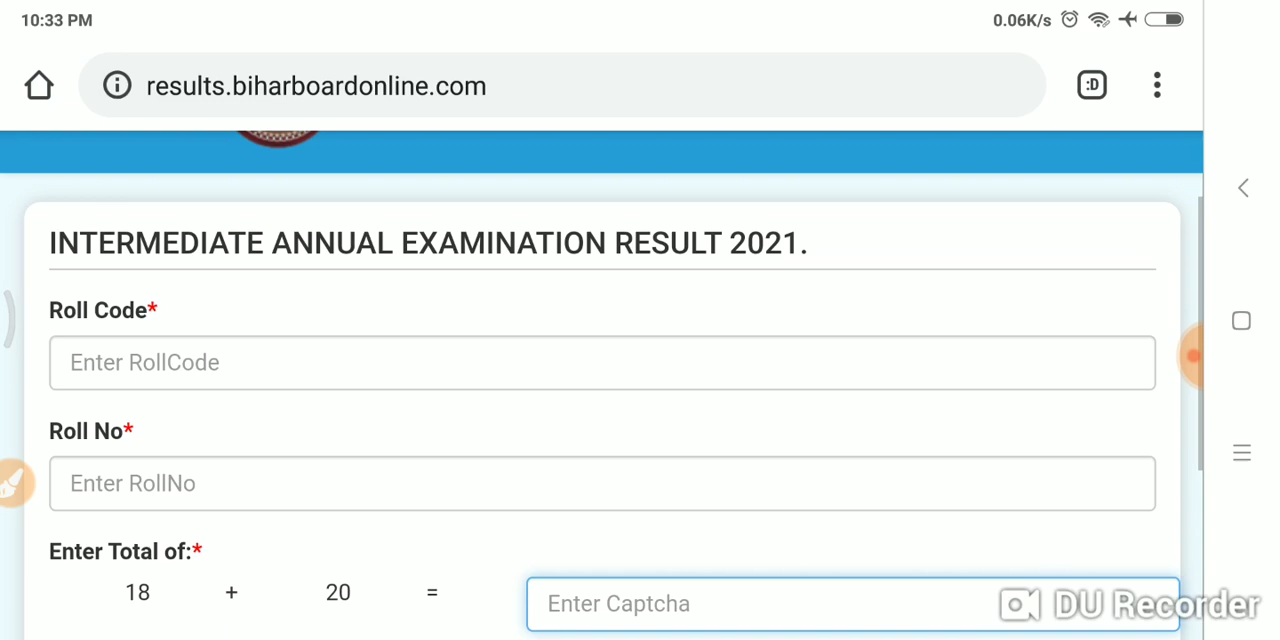 10:33 PM
0.06K/s
results.biharboardonline.com
:D
INTERMEDIATE ANNUAL EXAMINATION RESULT 2021.
Roll Code*
Enter RollCode
Roll No*
Enter RollNo
Enter Total of:*
18 + 20 =
Enter Captcha
DU Recorder